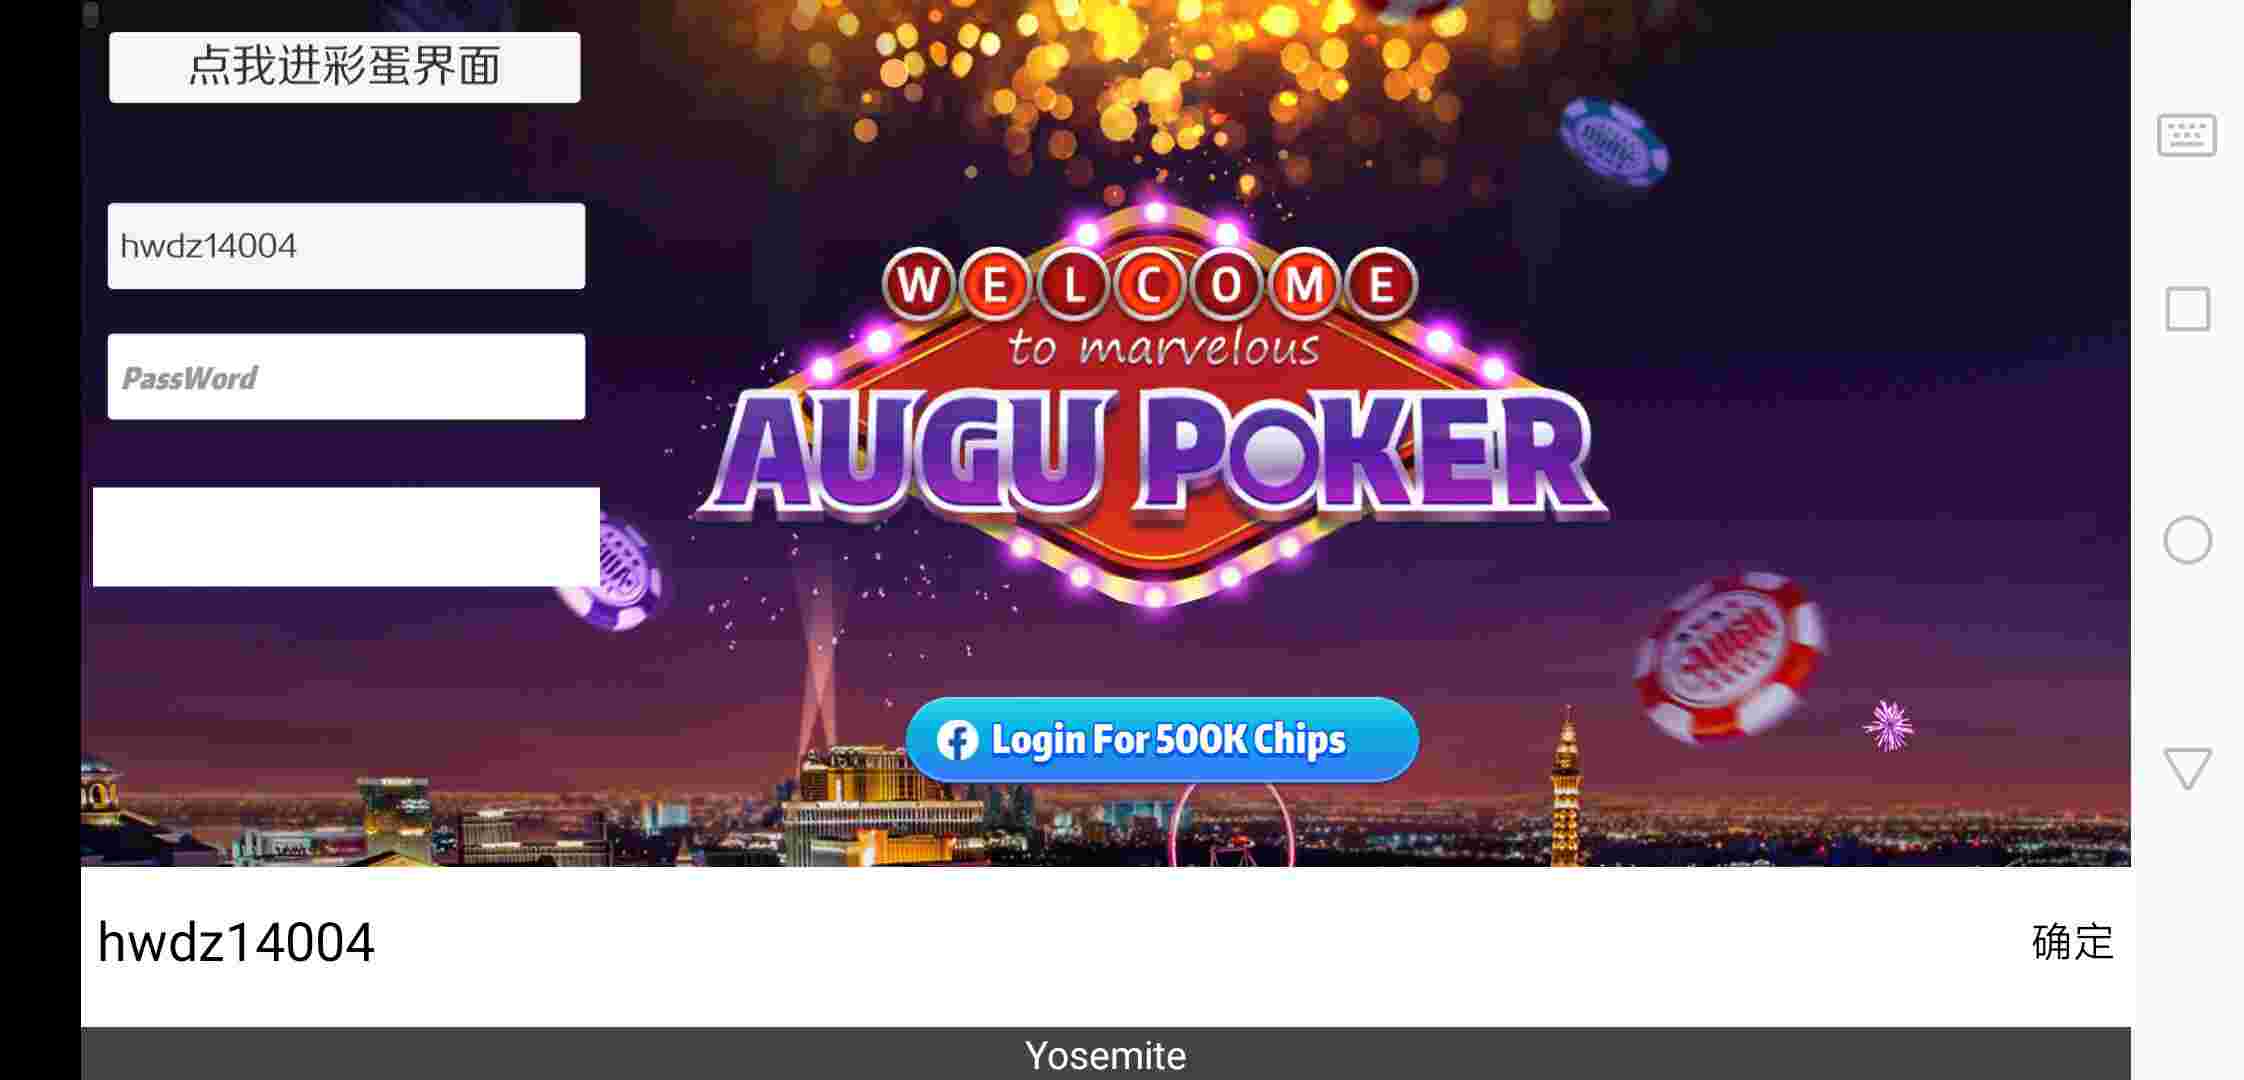 点我进彩蛋界面
hwdz14004
PassWord
WELCOME
to marvelous
AUGU POKER
Login For 500K Chips
hwdz14004
确定
Yosemite